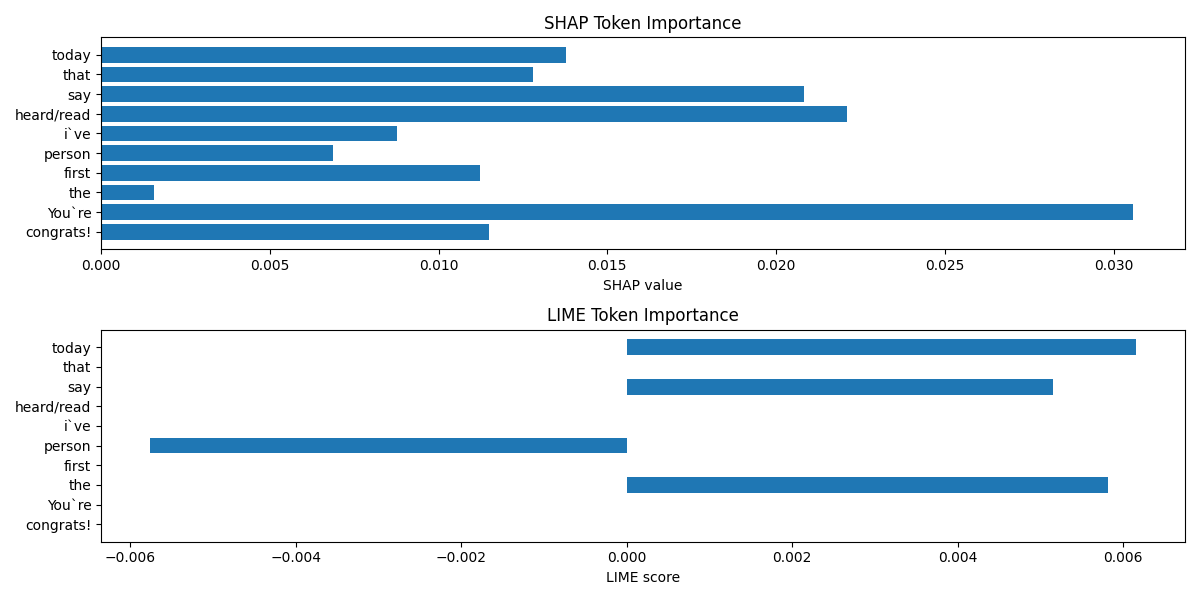 SHAP Token Importance
today
that
say
heard/read
i`ve
person
first
the
You`re
congrats!
0.000 0.005 0.010 0.015 0.020 0.025 0.030
SHAP value
LIME Token Importance
today
that
say
heard/read
i`ve
person
first
the
You`re
congrats!
−0.006 −0.004 −0.002 0.000 0.002 0.004 0.006
LIME score